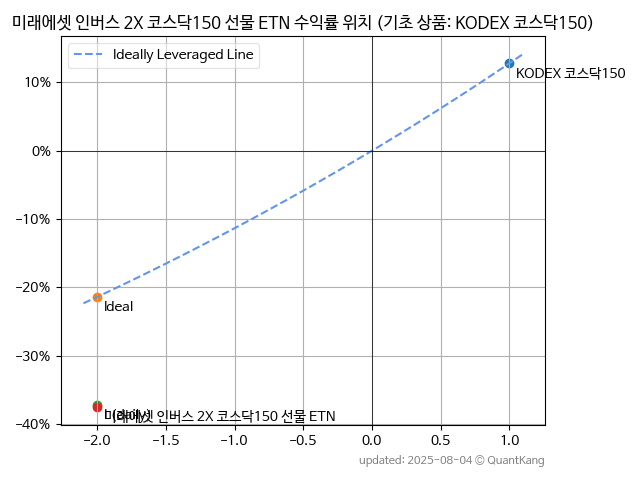 미래에셋 인버스 2X 코스닥150 선물 ETN 수익률 위치 (기초 상품: KODEX 코스닥150)
Ideally Leveraged Line
KODEX 코스닥150
Ideal
미래에셋 인버스 2X 코스닥150 선물 ETN
10%
0%
−10%
−20%
−30%
−40%
−2.0
−1.5
−1.0
−0.5
0.0
0.5
1.0
updated: 2025-08-04 © QuantKang